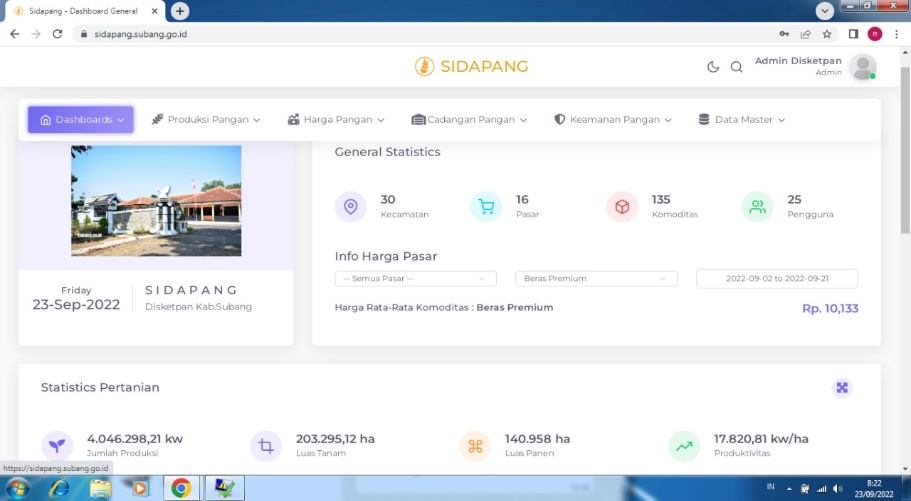 Sidapang - Dashboard General
sidapang.subang.go.id
SIDAPANG
Admin Disketpan
Admin
Dashboards
Produksi Pangan
Harga Pangan
Cadangan Pangan
Keamanan Pangan
Data Master
Friday
23-Sep-2022
SIDAPANG
Disketpan Kab.Subang
General Statistics
30
Kecamatan
16
Pasar
135
Komoditas
25
Pengguna
Info Harga Pasar
-- Semua Pasar --
Beras Premium
2022-09-02 to 2022-09-21
Harga Rata-Rata Komoditas : Beras Premium
Rp. 10,133
Statistics Pertanian
4.046.298,21 kw
Jumlah Produksi
203.295,12 ha
Luas Tanam
140.958 ha
Luas Panen
17.820,81 kw/ha
Produktivitas
https://sidapang.subang.go.id
IN
8:22
23/09/2022